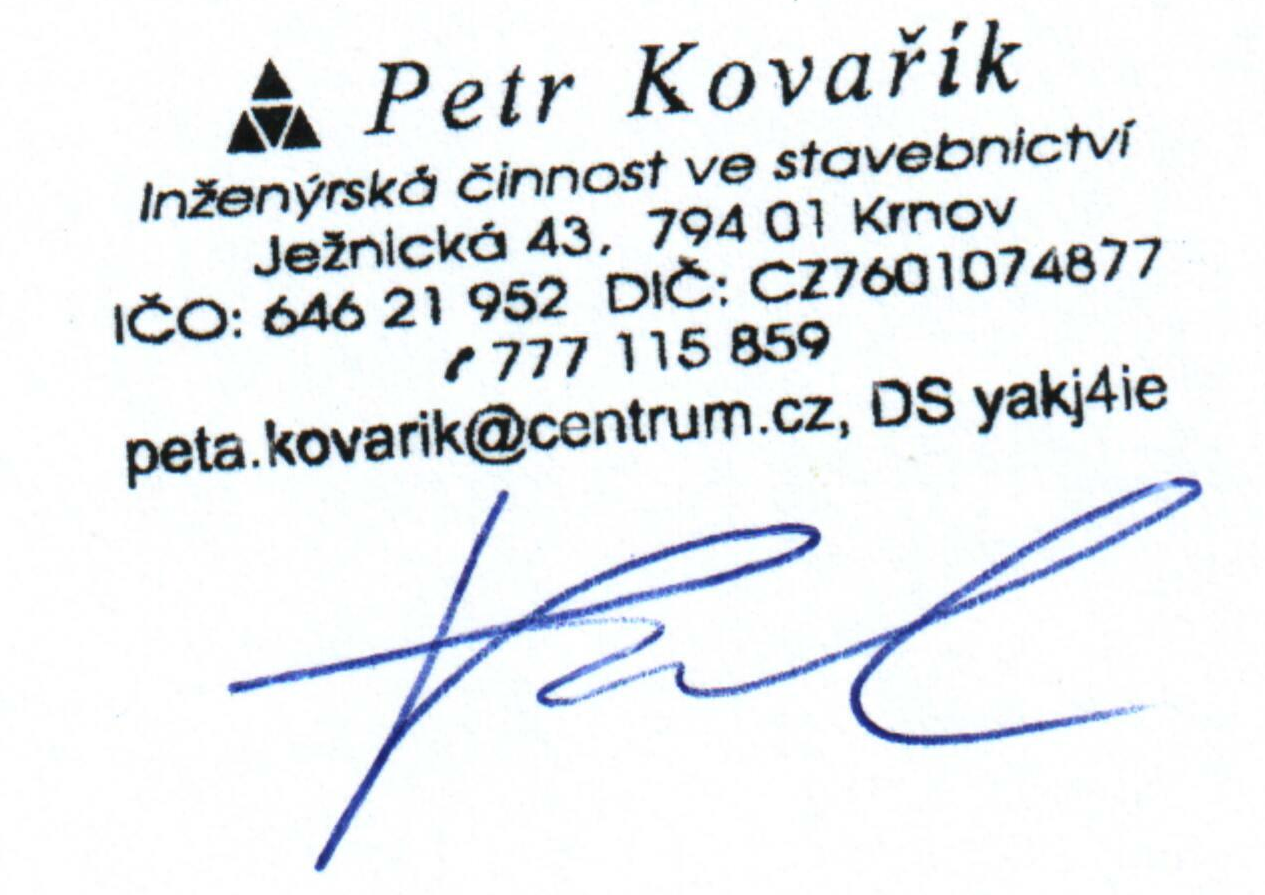 Petr Kovařík
Inženýrská činnost ve stavebnictví
Ježnická 43, 794 01 Krnov
IČO: 646 21 952 DIČ: CZ7601074877
777 115 859
peta.kovarik@centrum.cz, DS yakj4ie